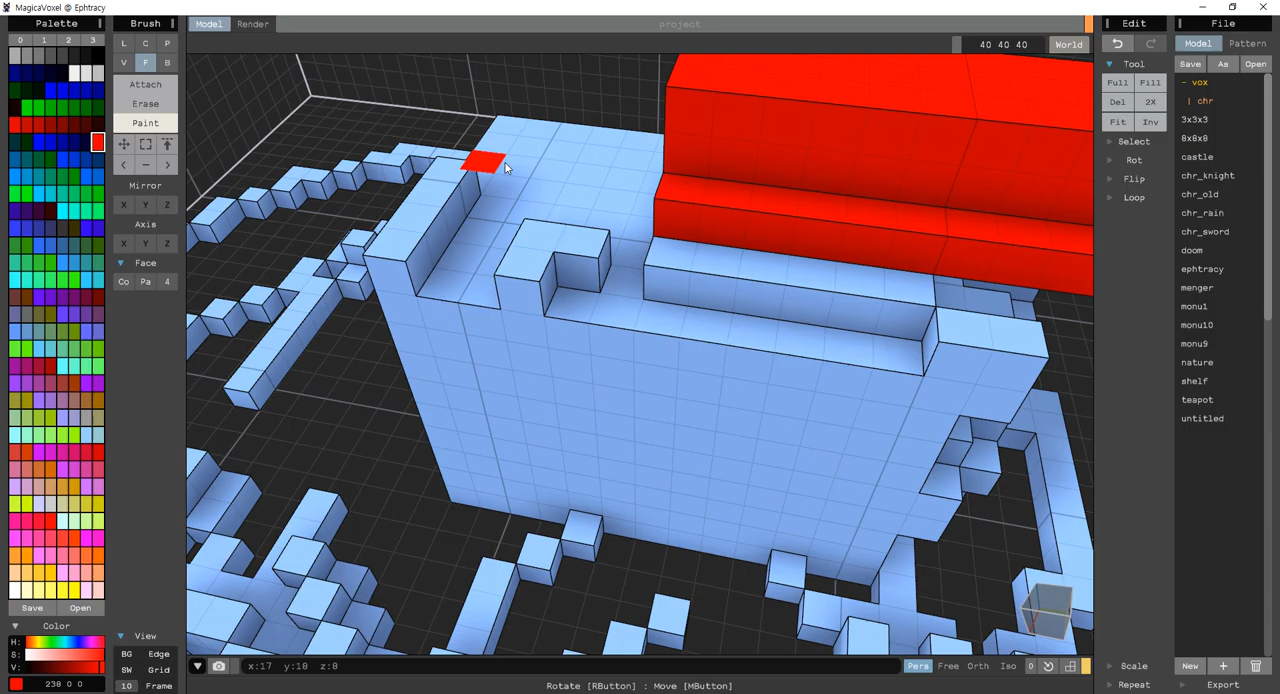 MagicaVoxel @ Ephtracy
Palette
0 1 2 3
Save Open
Color
H:
S:
V:
238 0 0
Brush
L C P
V F B
Attach
Erase
Paint
Mirror
X Y Z
Axis
X Y Z
Face
Co Pa 4
View
BG Edge
SW Grid
10 Frame
Model Render
project
40 40 40 World
x:17 y:18 z:8
Pers Free Orth Iso 0
Rotate [RButton] : Move [MButton]
Edit
Tool
Full Fill
Del 2X
Fit Inv
Select
Rot
Flip
Loop
Scale
Repeat
File
Model Pattern
Save As Open
- vox
| chr
3x3x3
8x8x8
castle
chr_knight
chr_old
chr_rain
chr_sword
doom
ephtracy
menger
monu1
monu10
monu9
nature
shelf
teapot
untitled
New +
Export